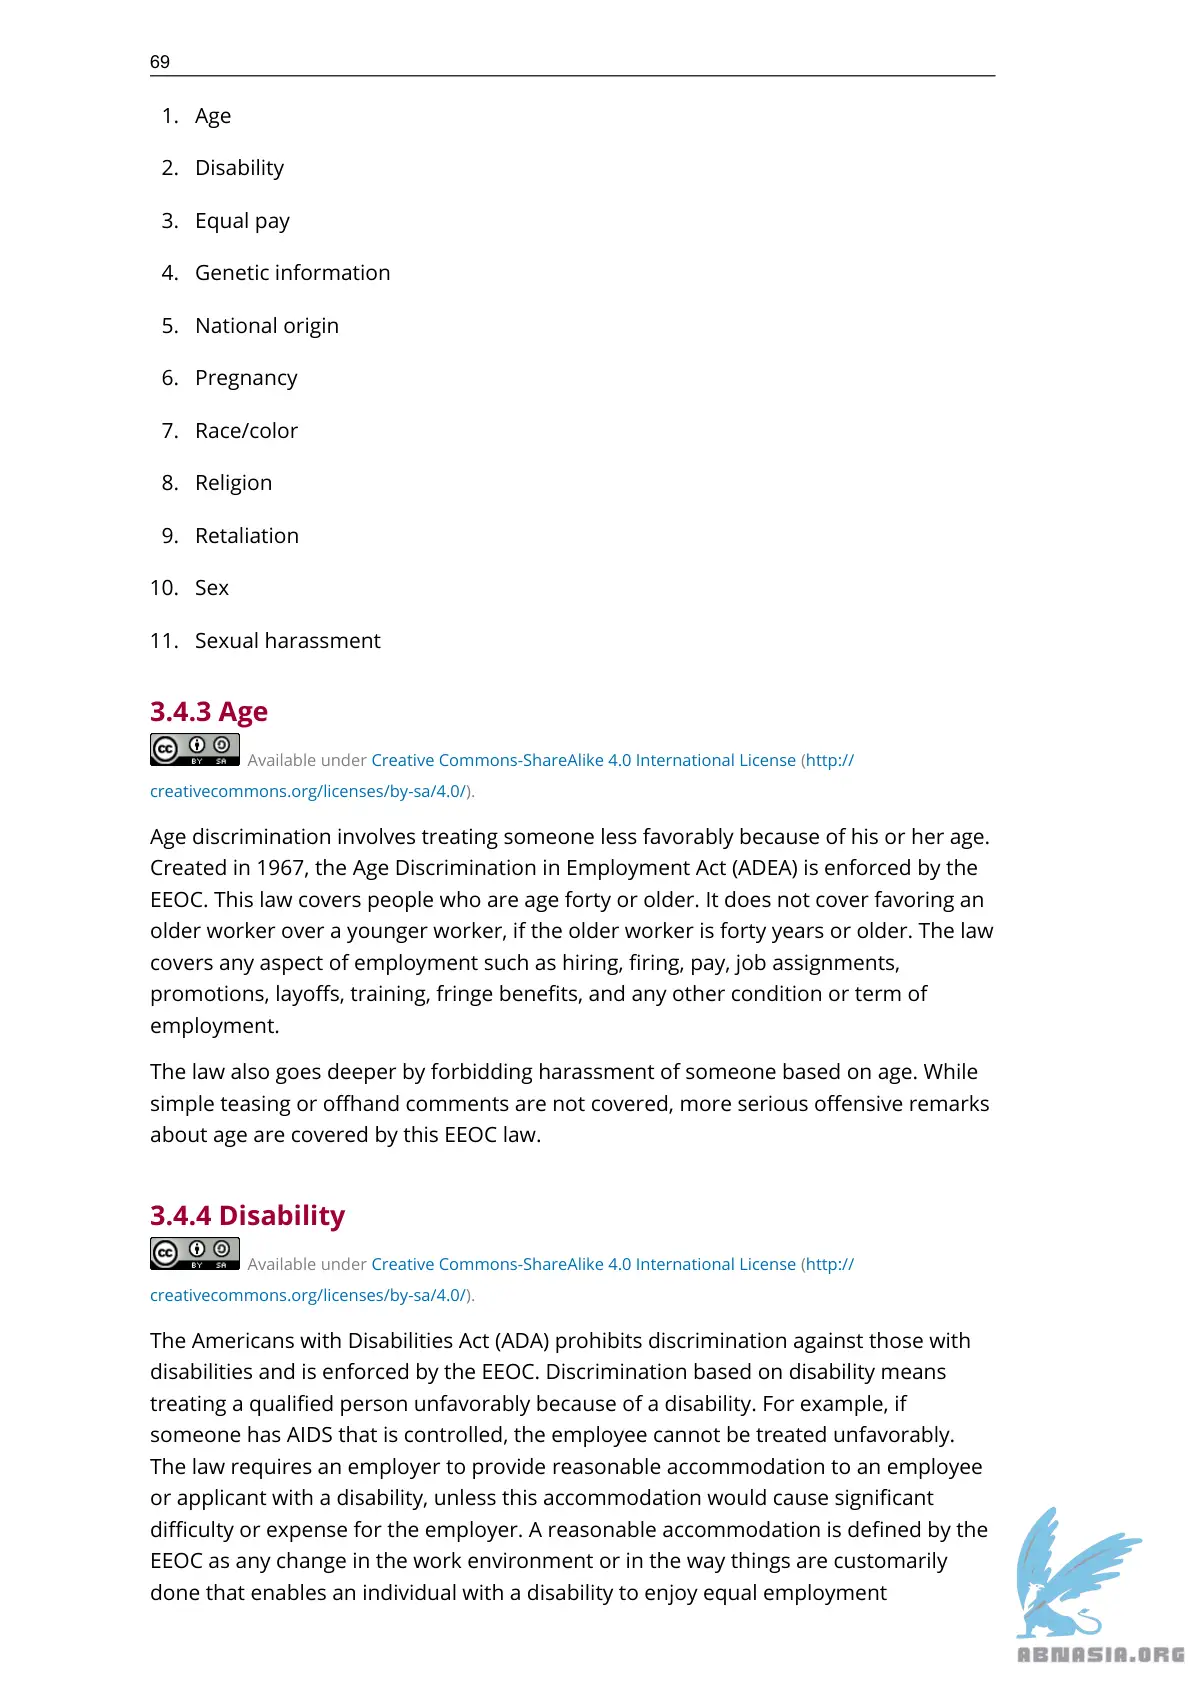 69
1. Age
2. Disability
3. Equal pay
4. Genetic information
5. National origin
6. Pregnancy
7. Race/color
8. Religion
9. Retaliation
10. Sex
11. Sexual harassment
3.4.3 Age
cc BY SA Available under Creative Commons-ShareAlike 4.0 International License (http://
creativecommons.org/licenses/by-sa/4.0/).
Age discrimination involves treating someone less favorably because of his or her age.
Created in 1967, the Age Discrimination in Employment Act (ADEA) is enforced by the
EEOC. This law covers people who are age forty or older. It does not cover favoring an
older worker over a younger worker, if the older worker is forty years or older. The law
covers any aspect of employment such as hiring, firing, pay, job assignments,
promotions, layoffs, training, fringe benefits, and any other condition or term of
employment.
The law also goes deeper by forbidding harassment of someone based on age. While
simple teasing or offhand comments are not covered, more serious offensive remarks
about age are covered by this EEOC law.
3.4.4 Disability
cc BY SA Available under Creative Commons-ShareAlike 4.0 International License (http://
creativecommons.org/licenses/by-sa/4.0/).
The Americans with Disabilities Act (ADA) prohibits discrimination against those with
disabilities and is enforced by the EEOC. Discrimination based on disability means
treating a qualified person unfavorably because of a disability. For example, if
someone has AIDS that is controlled, the employee cannot be treated unfavorably.
The law requires an employer to provide reasonable accommodation to an employee
or applicant with a disability, unless this accommodation would cause significant
difficulty or expense for the employer. A reasonable accommodation is defined by the
EEOC as any change in the work environment or in the way things are customarily
done that enables an individual with a disability to enjoy equal employment
ABNASIA.ORG